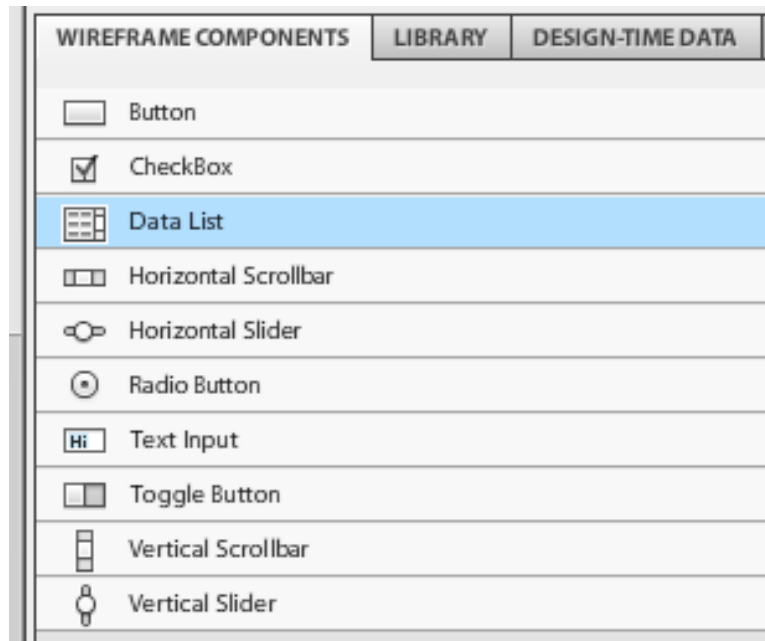 WIREFRAME COMPONENTS LIBRARY DESIGN-TIME DATA
Button
CheckBox
Data List
Horizontal Scrollbar
Horizontal Slider
Radio Button
Hi Text Input
Toggle Button
Vertical Scrollbar
Vertical Slider